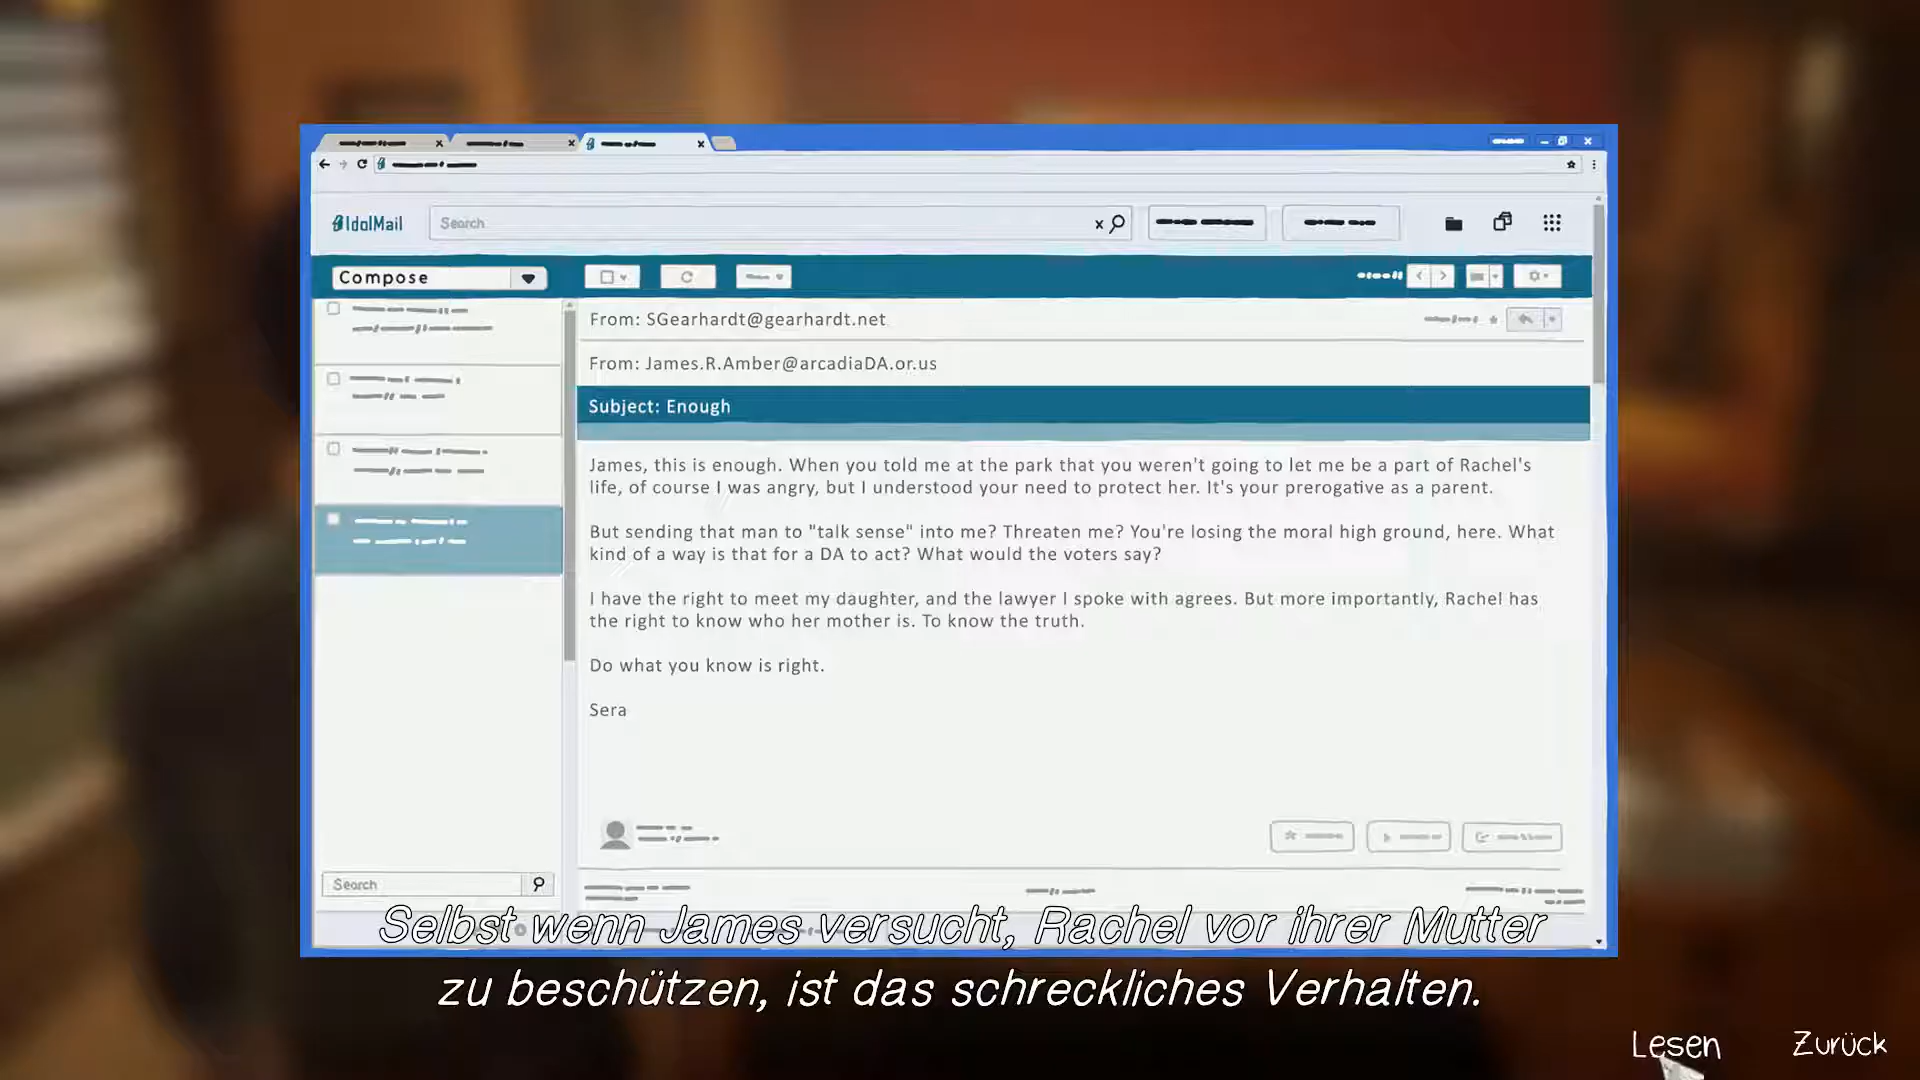 IdolMail
Search
Compose
From: SGearhardt@gearhardt.net
From: James.R.Amber@arcadiaDA.or.us
Subject: Enough
James, this is enough. When you told me at the park that you weren't going to let me be a part of Rachel's
life, of course I was angry, but I understood your need to protect her. It's your prerogative as a parent.
But sending that man to "talk sense" into me? Threaten me? You're losing the moral high ground, here. What
kind of a way is that for a DA to act? What would the voters say?
I have the right to meet my daughter, and the lawyer I spoke with agrees. But more importantly, Rachel has
the right to know who her mother is. To know the truth.
Do what you know is right.
Sera
Search
Selbst wenn James versucht, Rachel vor ihrer Mutter
zu beschützen, ist das schreckliches Verhalten.
Lesen
Zurück